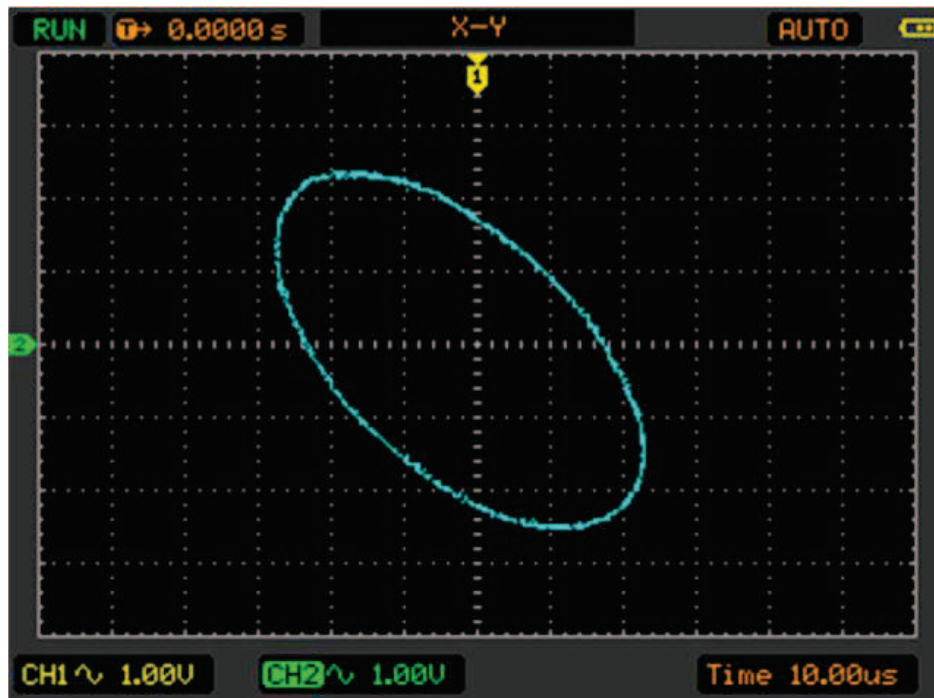 RUN T→ 0.0000s X-Y AUTO
1
2
CH1∿ 1.00V CH2∿ 1.00V Time 10.00us